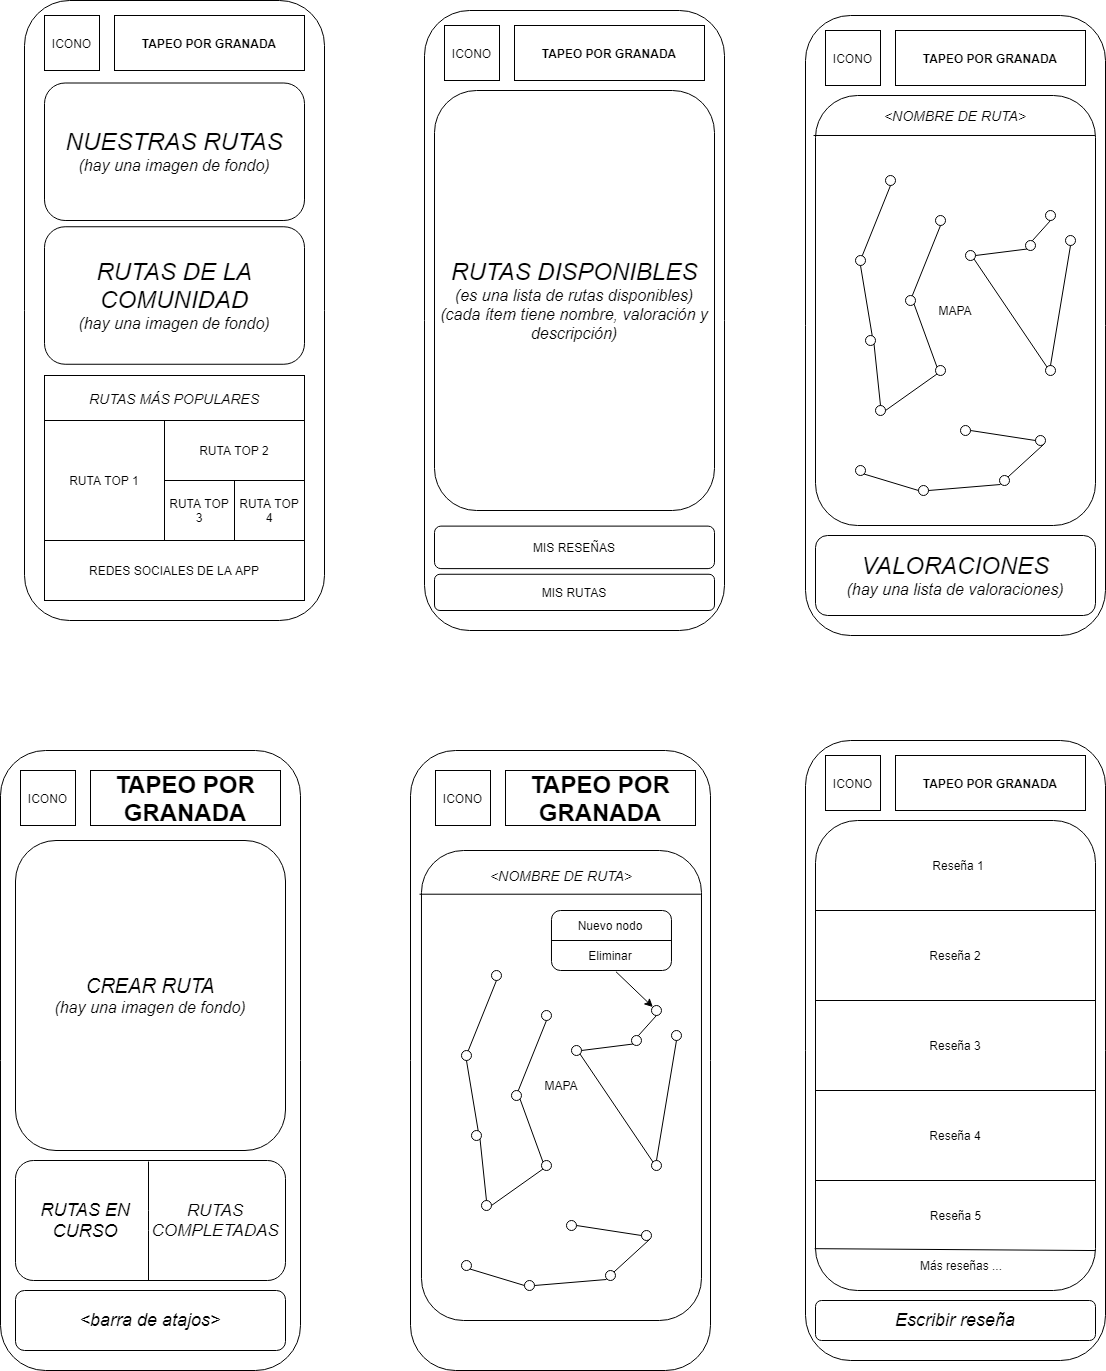 ICONO
TAPEO POR GRANADA
NUESTRAS RUTAS
(hay una imagen de fondo)
RUTAS DE LA
COMUNIDAD
(hay una imagen de fondo)
RUTAS MÁS POPULARES
RUTA TOP 1
RUTA TOP 2
RUTA TOP
3
RUTA TOP
4
REDES SOCIALES DE LA APP
ICONO
TAPEO POR GRANADA
RUTAS DISPONIBLES
(es una lista de rutas disponibles)
(cada ítem tiene nombre, valoración y
descripción)
MIS RESEÑAS
MIS RUTAS
ICONO
TAPEO POR GRANADA
<NOMBRE DE RUTA>
MAPA
VALORACIONES
(hay una lista de valoraciones)
ICONO
TAPEO POR
GRANADA
CREAR RUTA
(hay una imagen de fondo)
RUTAS EN
CURSO
RUTAS
COMPLETADAS
<barra de atajos>
ICONO
TAPEO POR
GRANADA
<NOMBRE DE RUTA>
Nuevo nodo
Eliminar
MAPA
ICONO
TAPEO POR GRANADA
Reseña 1
Reseña 2
Reseña 3
Reseña 4
Reseña 5
Más reseñas ...
Escribir reseña